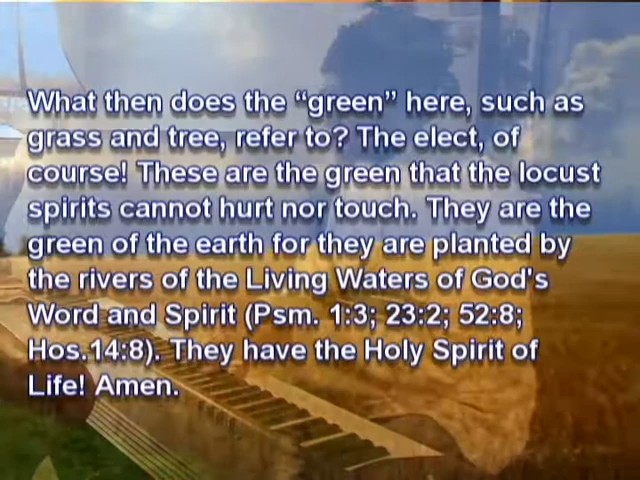 What then does the “green” here, such as
grass and tree, refer to? The elect, of
course! These are the green that the locust
spirits cannot hurt nor touch. They are the
green of the earth for they are planted by
the rivers of the Living Waters of God's
Word and Spirit (Psm. 1:3; 23:2; 52:8;
Hos.14:8). They have the Holy Spirit of
Life! Amen.